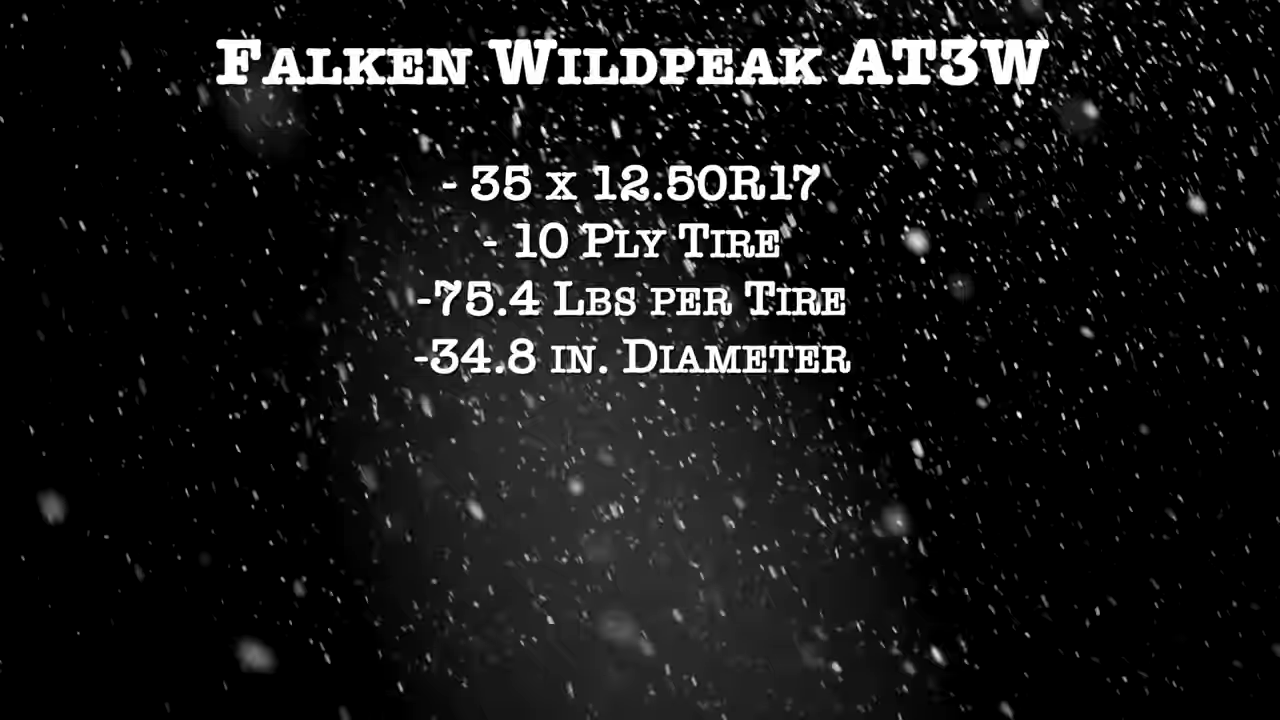 Falken Wildpeak AT3W
- 35 x 12.50R17
- 10 Ply Tire
-75.4 Lbs per Tire
-34.8 in. Diameter